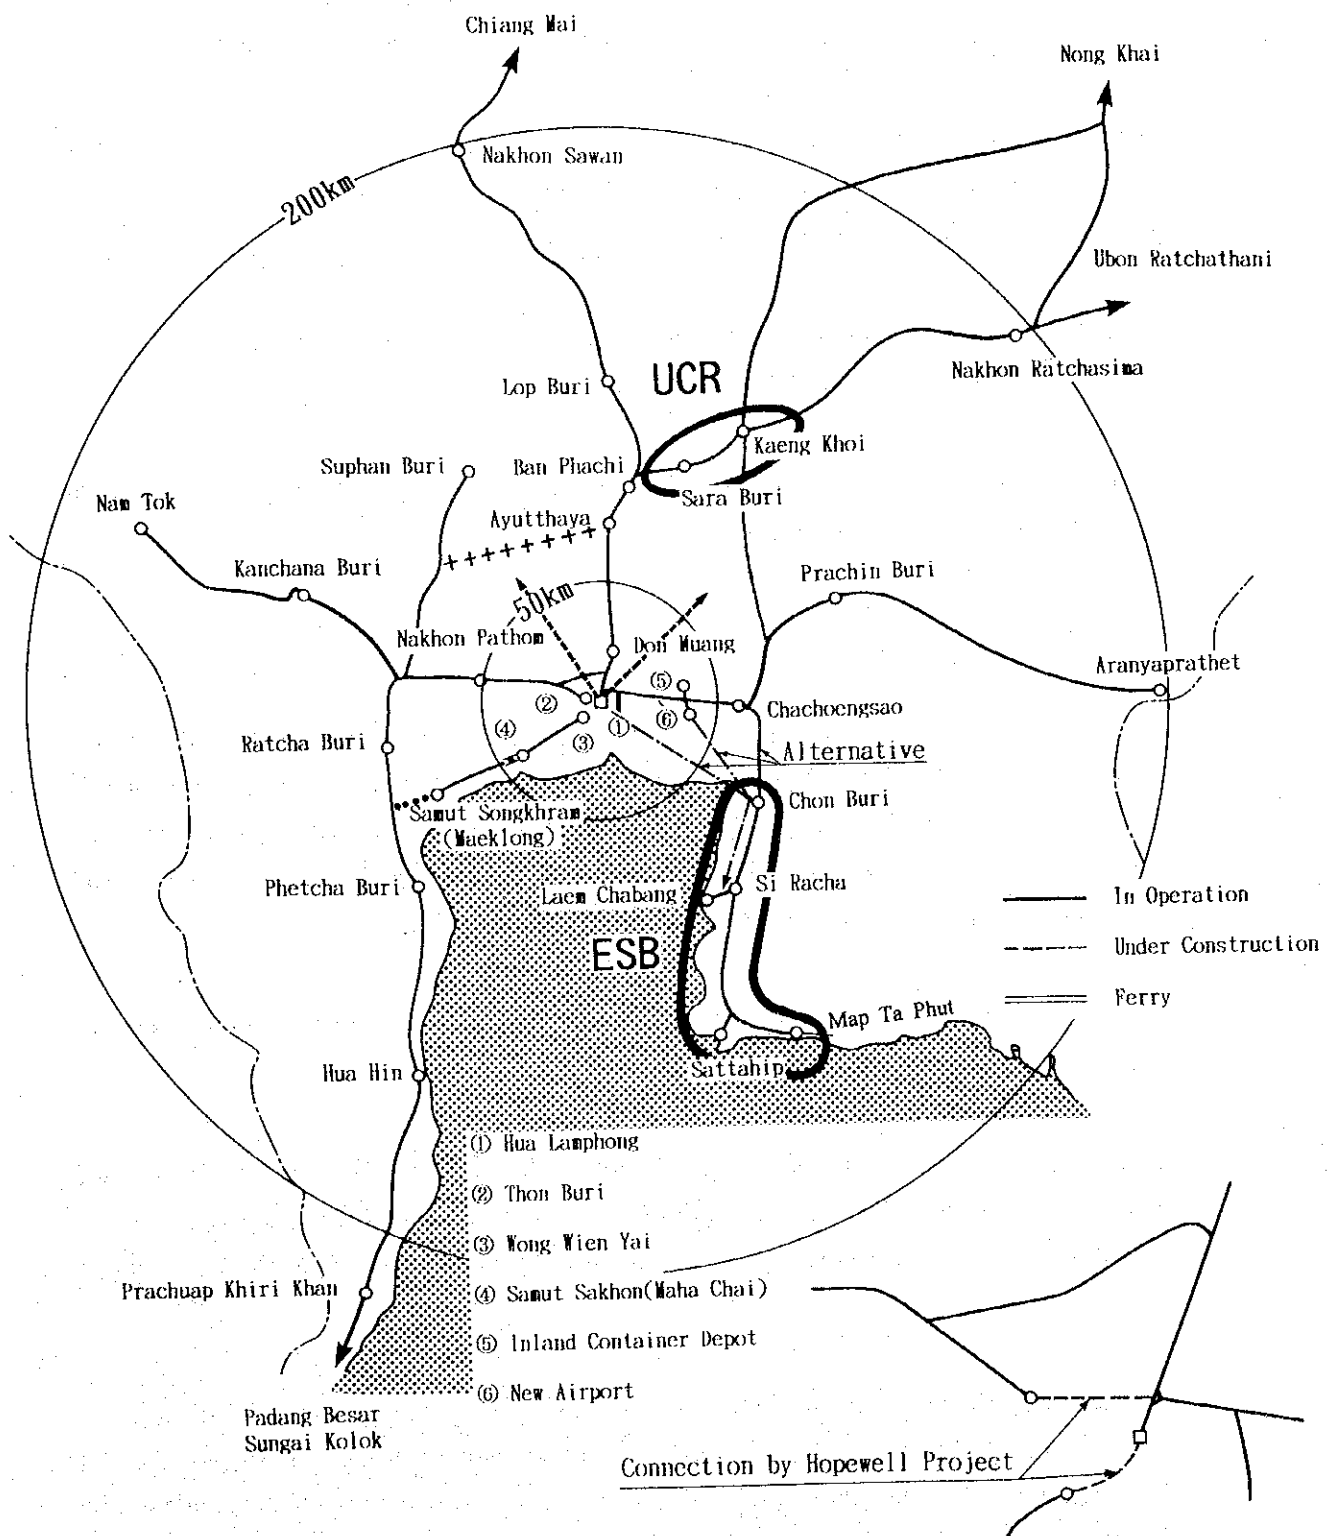 Chiang Mai
Nong Khai
Nakhon Sawan
200km
Ubon Ratchathani
Nakhon Ratchasima
Lop Buri
UCR
Kaeng Khoi
Suphan Buri
Ban Phachi
Sara Buri
Nam Tok
Ayutthaya
Kanchana Buri
Prachin Buri
50km
Nakhon Pathom
Don Muang
Aranyaprathet
⑤
②
①
⑥
Chachoengsao
④
③
Ratcha Buri
Alternative
Chon Buri
Samut Songkhram
(Maeklong)
Phetcha Buri
Laem Chabang
Si Racha
In Operation
ESB
Under Construction
Ferry
Map Ta Phut
Hua Hin
Sattahip
① Hua Lamphong
② Thon Buri
③ Wong Wien Yai
Prachuap Khiri Khan
④ Samut Sakhon(Maha Chai)
⑤ Inland Container Depot
⑥ New Airport
Padang Besar
Sungai Kolok
Connection by Hopewell Project